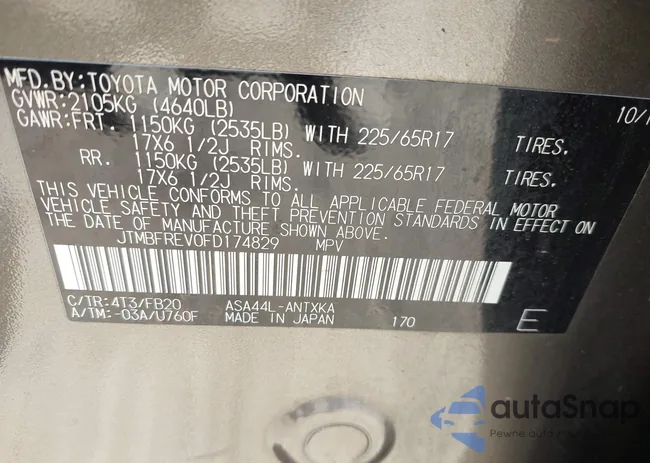 MFD.BY:TOYOTA MOTOR CORPORATION 10/1
GVWR:2105KG (4640LB)
GAWR:FRT. 1150KG (2535LB) WITH 225/65R17 TIRES.
17X6 1/2J RIMS.
RR. 1150KG (2535LB) WITH 225/65R17 TIRES.
17X6 1/2J RIMS.
THIS VEHICLE CONFORMS TO ALL APPLICABLE FEDERAL MOTOR
VEHICLE SAFETY AND THEFT PREVENTION STANDARDS IN EFFECT ON
THE DATE OF MANUFACTURE SHOWN ABOVE.
JTMBFREV0FD174829 MPV
C/TR:4T3/FB20 ASA44L-ANTXKA
A/TM:-03A/U760F MADE IN JAPAN 170 E
autaSnap
Pewne auto z